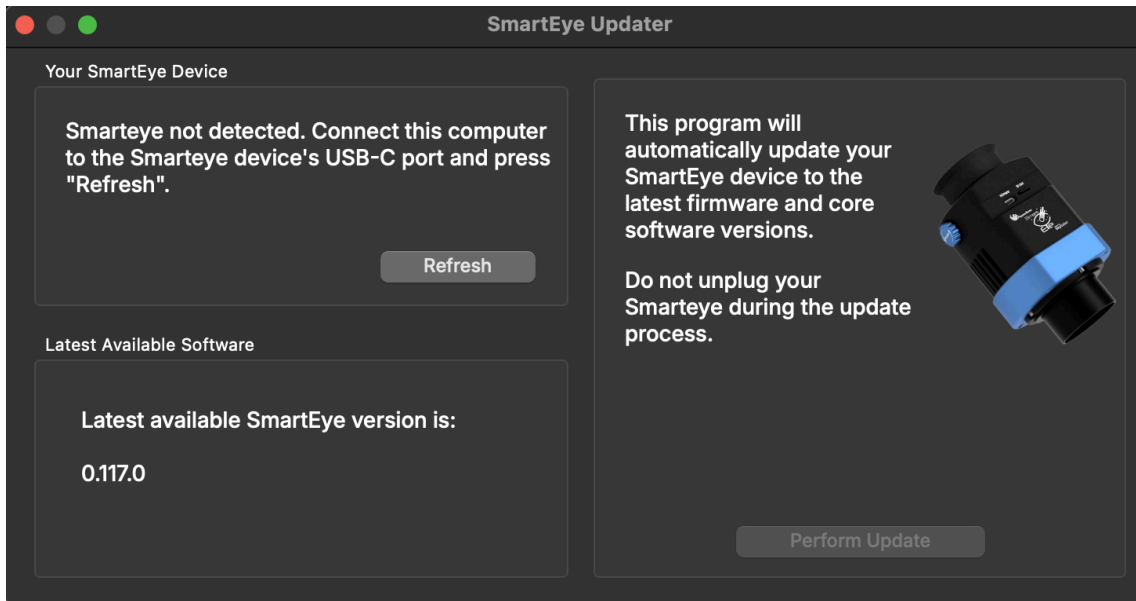 SmartEye Updater
Your SmartEye Device
Smarteye not detected. Connect this computer
to the Smarteye device's USB-C port and press
"Refresh".
Refresh
Latest Available Software
Latest available SmartEye version is:
0.117.0
This program will
automatically update your
SmartEye device to the
latest firmware and core
software versions.
Do not unplug your
Smarteye during the update
process.
Perform Update